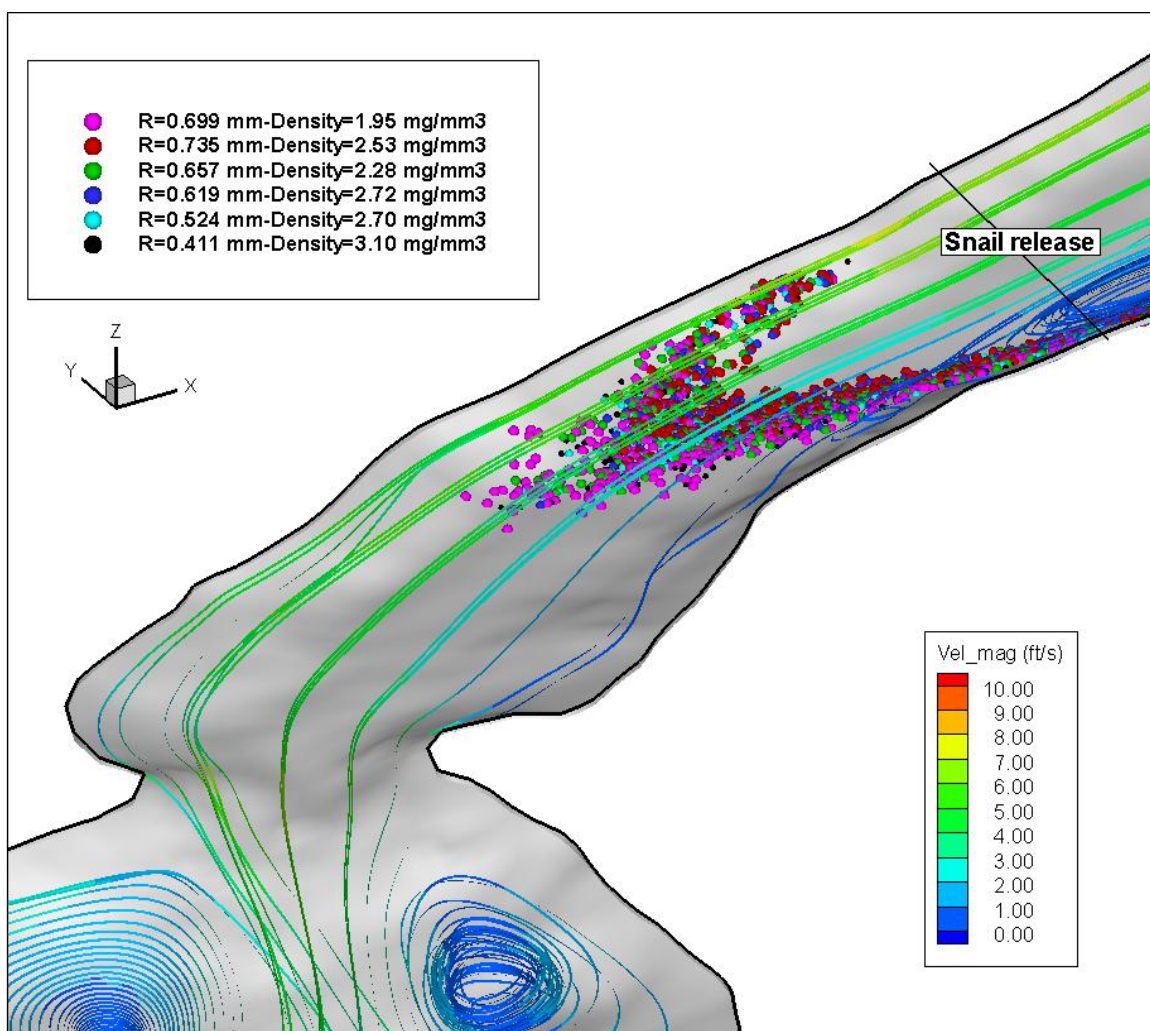 R=0.699 mm-Density=1.95 mg/mm3
R=0.735 mm-Density=2.53 mg/mm3
R=0.657 mm-Density=2.28 mg/mm3
R=0.619 mm-Density=2.72 mg/mm3
R=0.524 mm-Density=2.70 mg/mm3
R=0.411 mm-Density=3.10 mg/mm3
Snail release
Z
Y
X
Vel_mag (ft/s)
10.00
9.00
8.00
7.00
6.00
5.00
4.00
3.00
2.00
1.00
0.00